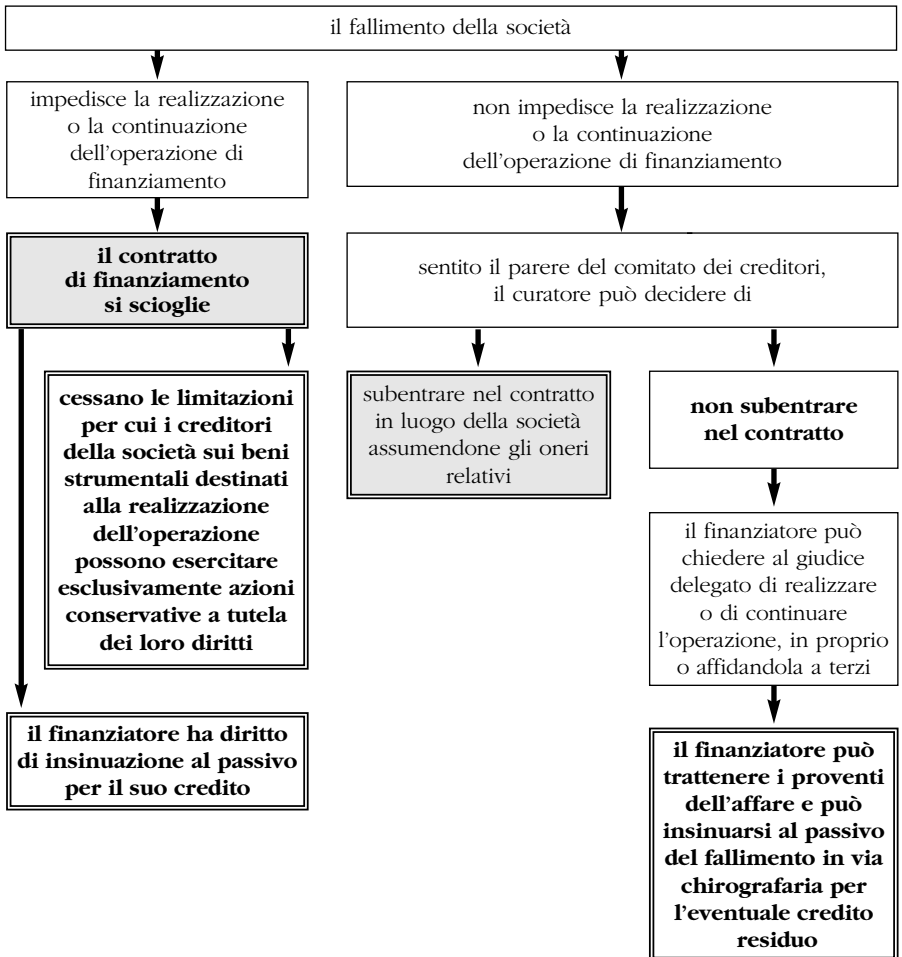 il fallimento della società
impedisce la realizzazione
o la continuazione
dell'operazione di
finanziamento
non impedisce la realizzazione
o la continuazione
dell'operazione di finanziamento
il contratto
di finanziamento
si scioglie
sentito il parere del comitato dei creditori,
il curatore può decidere di
cessano le limitazioni
per cui i creditori
della società sui beni
strumentali destinati
alla realizzazione
dell'operazione
possono esercitare
esclusivamente azioni
conservative a tutela
dei loro diritti
subentrare nel contratto
in luogo della società
assumendone gli oneri
relativi
non subentrare
nel contratto
il finanziatore può
chiedere al giudice
delegato di realizzare
o di continuare
l'operazione, in proprio
o affidandola a terzi
il finanziatore ha diritto
di insinuazione al passivo
per il suo credito
il finanziatore può
trattenere i proventi
dell'affare e può
insinuarsi al passivo
del fallimento in via
chirografaria per
l'eventuale credito
residuo